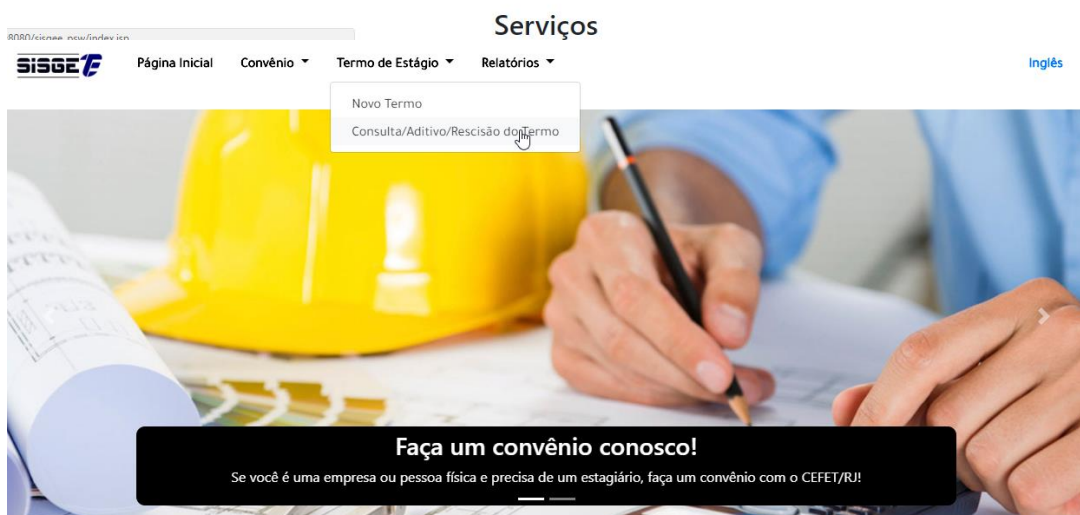 Serviços
8080/sisgee_psw/index.jsp
SISGEE
Página Inicial
Convênio
Termo de Estágio
Relatórios
Inglês
Novo Termo
Consulta/Aditivo/Rescisão do Termo
Faça um convênio conosco!
Se você é uma empresa ou pessoa física e precisa de um estagiário, faça um convênio com o CEFET/RJ!